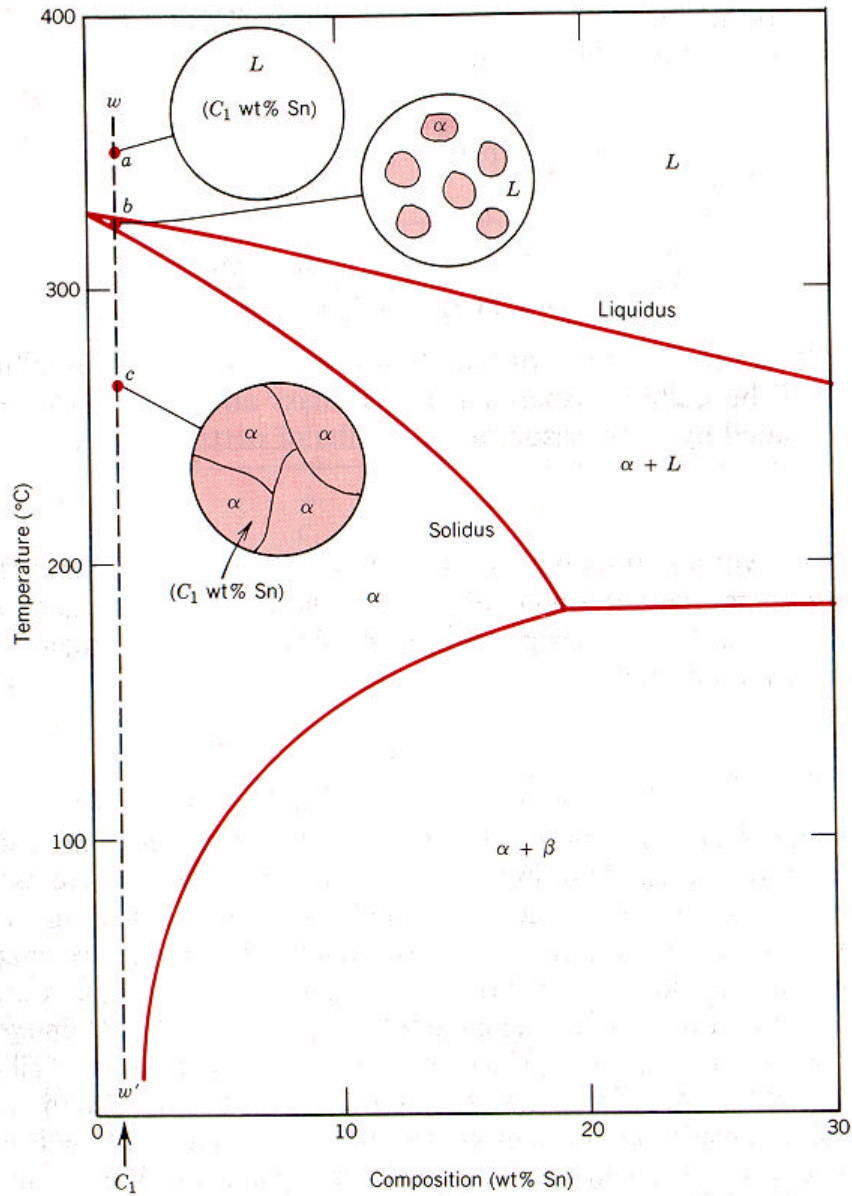 400
L
(C₁ wt% Sn)
w
a
α
L
L
b
300
Liquidus
c
α
α
α + L
α
α
Solidus
200
(C₁ wt% Sn)
α
Temperature (°C)
100
α + β
w′
0
10
20
30
C₁
Composition (wt% Sn)